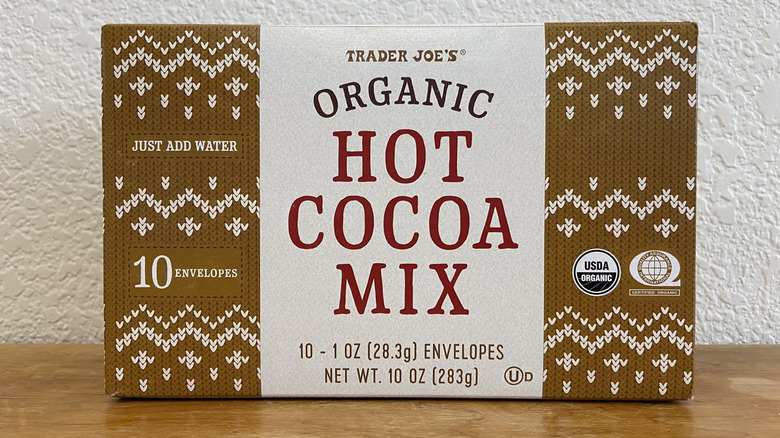 TRADER JOE'S®
ORGANIC
HOT
COCOA
MIX
10 - 1 OZ (28.3g) ENVELOPES
NET WT. 10 OZ (283g)
U D
JUST ADD WATER
10 ENVELOPES
USDA
ORGANIC
CERTIFIED ORGANIC